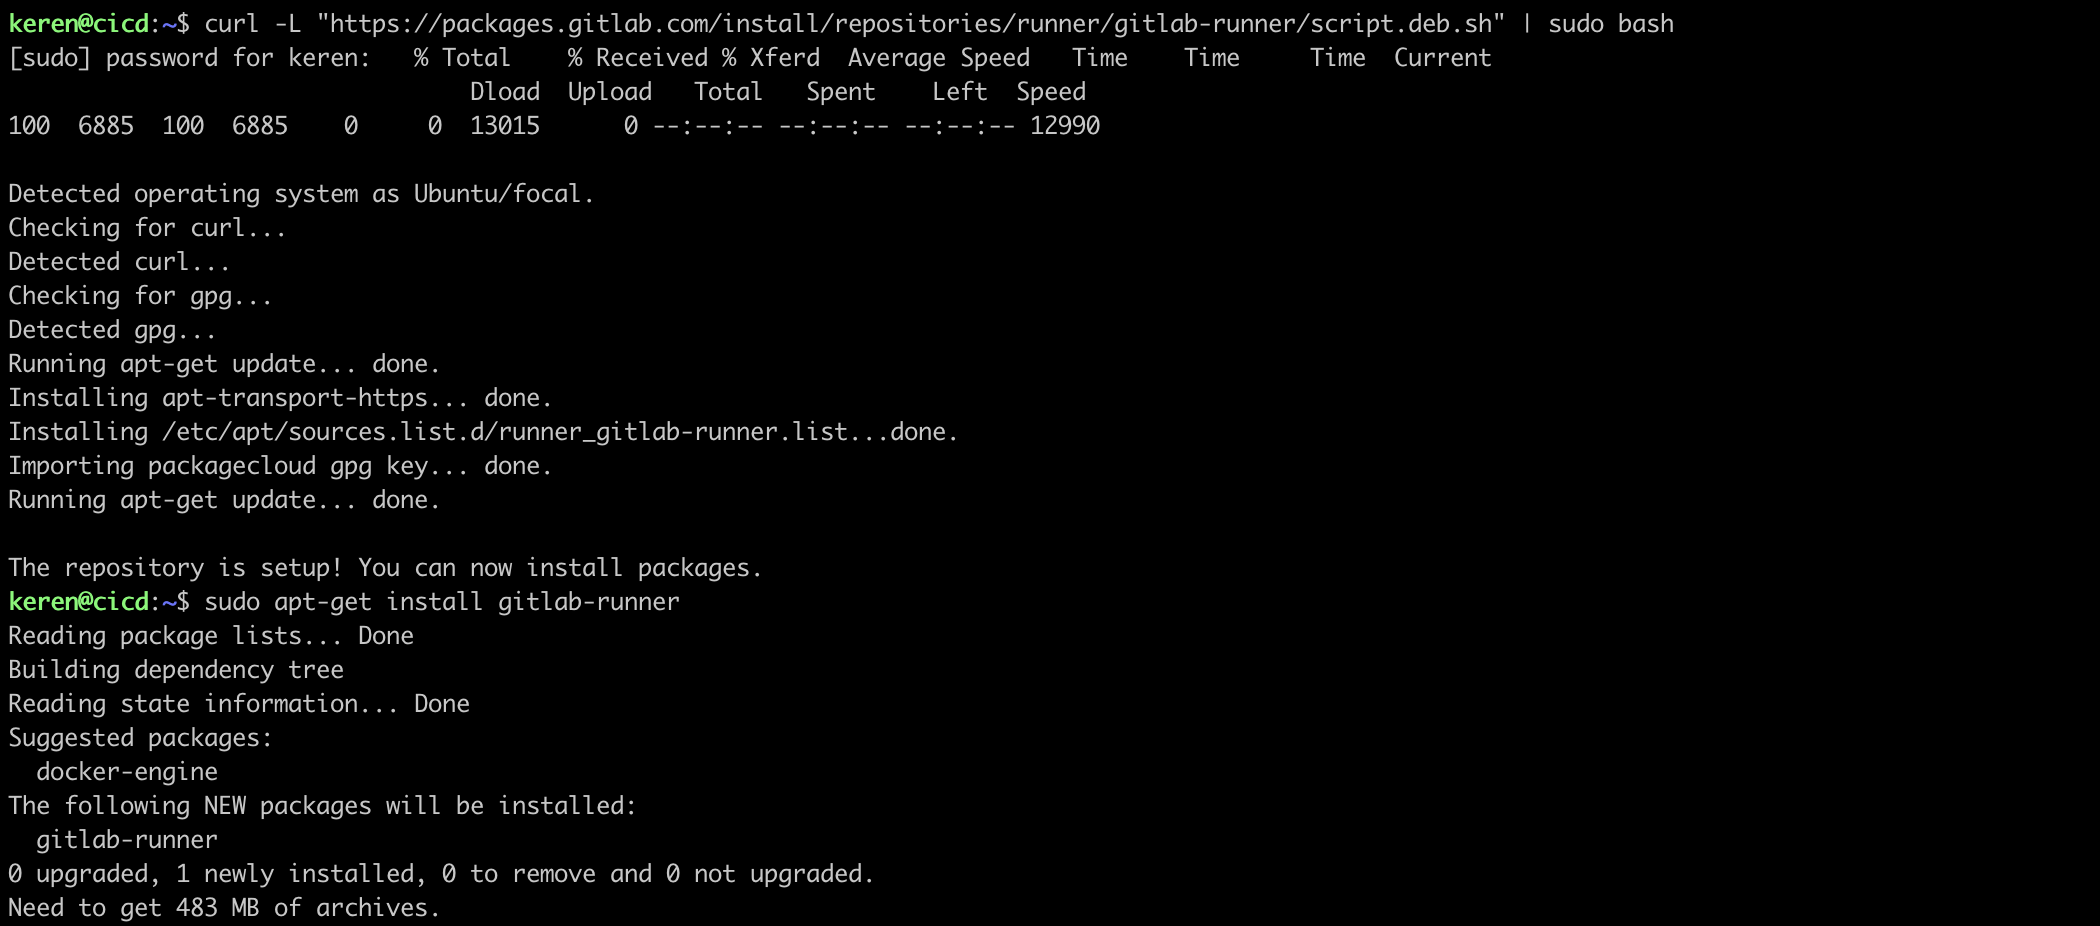 keren@cicd:~$ curl -L "https://packages.gitlab.com/install/repositories/runner/gitlab-runner/script.deb.sh" | sudo bash
[sudo] password for keren:   % Total    % Received % Xferd  Average Speed   Time    Time     Time  Current
                                 Dload  Upload   Total   Spent    Left  Speed
100  6885  100  6885    0     0  13015      0 --:--:-- --:--:-- --:--:-- 12990

Detected operating system as Ubuntu/focal.
Checking for curl...
Detected curl...
Checking for gpg...
Detected gpg...
Running apt-get update... done.
Installing apt-transport-https... done.
Installing /etc/apt/sources.list.d/runner_gitlab-runner.list...done.
Importing packagecloud gpg key... done.
Running apt-get update... done.

The repository is setup! You can now install packages.
keren@cicd:~$ sudo apt-get install gitlab-runner
Reading package lists... Done
Building dependency tree
Reading state information... Done
Suggested packages:
  docker-engine
The following NEW packages will be installed:
  gitlab-runner
0 upgraded, 1 newly installed, 0 to remove and 0 not upgraded.
Need to get 483 MB of archives.